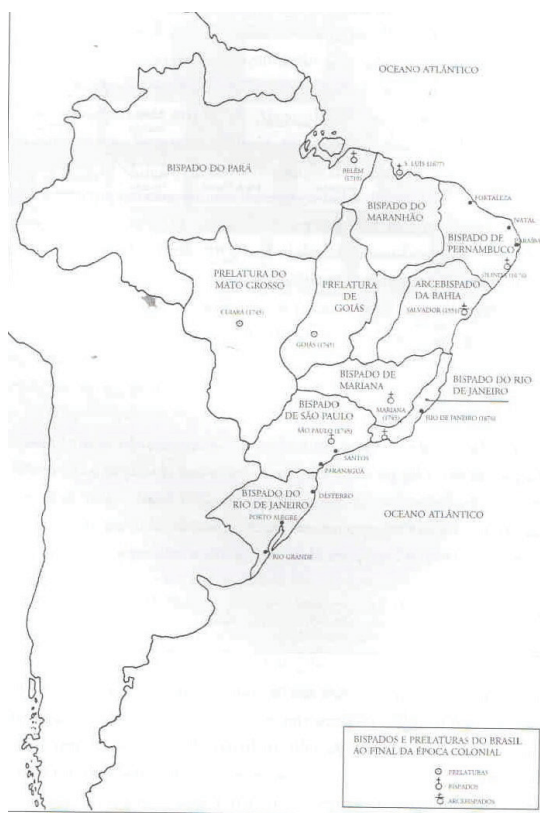 OCEANO ATLÂNTICO
BISPADO DO PARÁ
BELÉM
(1719)
S. LUÍS (1677)
FORTALEZA
BISPADO DO
MARANHÃO
NATAL
BISPADO DE
PERNAMBUCO
OLINDA
PRELATURA DO
MATO GROSSO
PRELATURA
DE
GOIÁS
ARCEBISPADO
DA BAHIA
SALVADOR (1551)
CUIABÁ (1745)
GOIÁS (1745)
BISPADO DE
MARIANA
BISPADO DO RIO
DE JANEIRO
MARIANA
(1745)
BISPADO
DE SÃO PAULO
RIO DE JANEIRO (1676)
SÃO PAULO (1745)
SANTOS
PARANAGUÁ
BISPADO DO
RIO DE JANEIRO
DESTERRO
PORTO ALEGRE
OCEANO ATLÂNTICO
RIO GRANDE
BISPADOS E PRELATURAS DO BRASIL
AO FINAL DA ÉPOCA COLONIAL
PRELATURAS
BISPADOS
ARCEBISPADOS